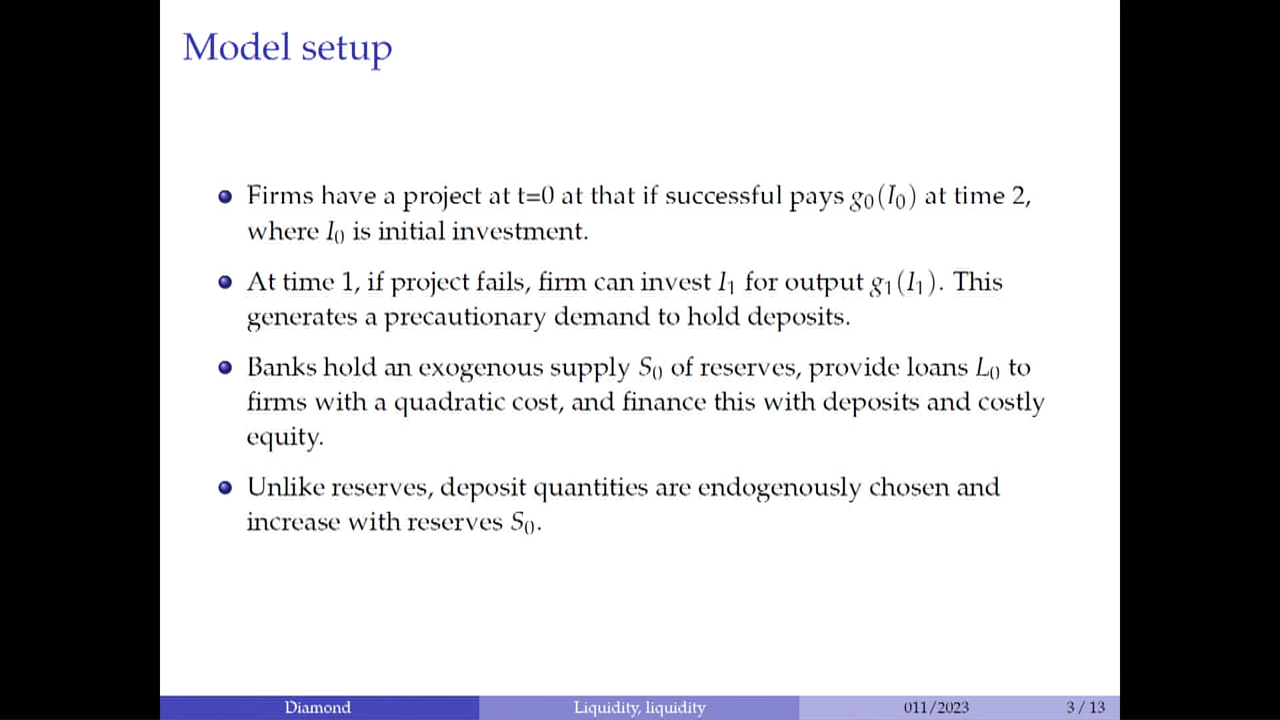 Model setup
Firms have a project at t=0 at that if successful pays g₀(I₀) at time 2,
where I₀ is initial investment.
At time 1, if project fails, firm can invest I₁ for output g₁(I₁). This
generates a precautionary demand to hold deposits.
Banks hold an exogenous supply S₀ of reserves, provide loans L₀ to
firms with a quadratic cost, and finance this with deposits and costly
equity.
Unlike reserves, deposit quantities are endogenously chosen and
increase with reserves S₀.
Diamond Liquidity, liquidity 011/2023 3 / 13